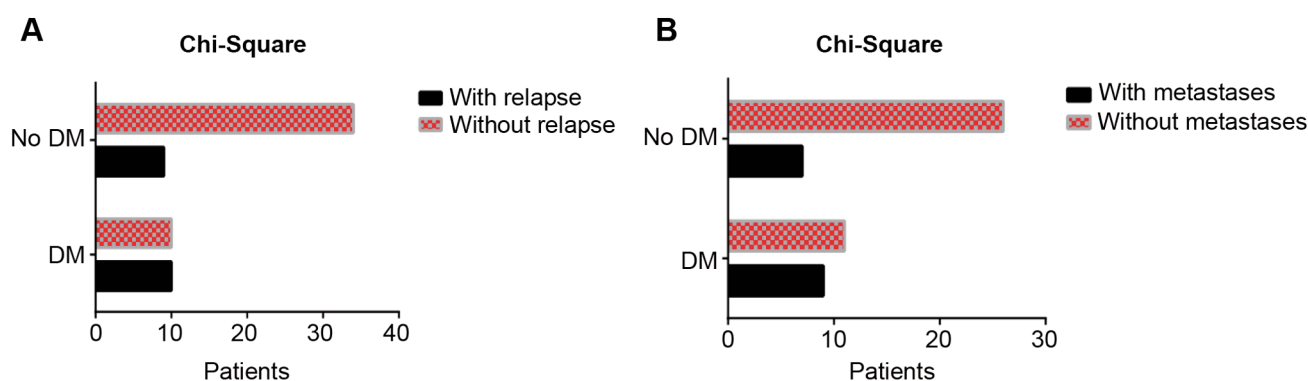 A
Chi-Square
With relapse
Without relapse
No DM
DM
0 10 20 30 40
Patients
B
Chi-Square
With metastases
Without metastases
No DM
DM
0 10 20 30
Patients